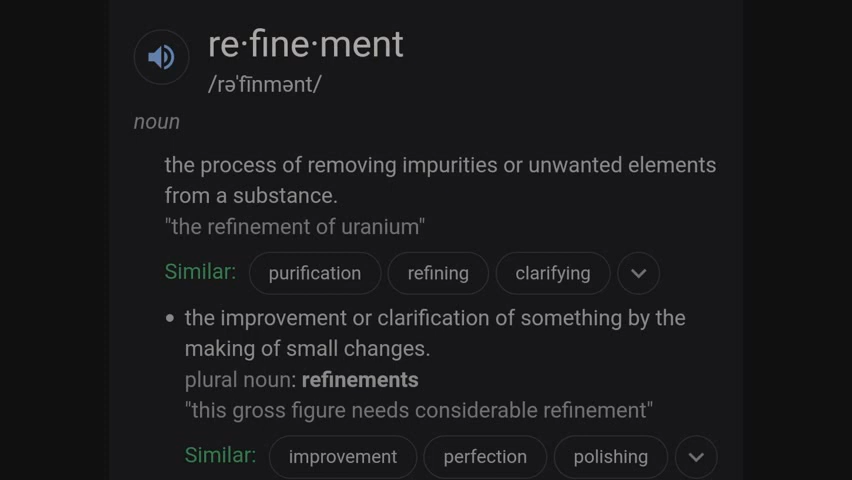 re·fine·ment
/rəˈfīnmənt/
noun
the process of removing impurities or unwanted elements
from a substance.
"the refinement of uranium"
Similar: purification refining clarifying
• the improvement or clarification of something by the
making of small changes.
plural noun: refinements
"this gross figure needs considerable refinement"
Similar: improvement perfection polishing